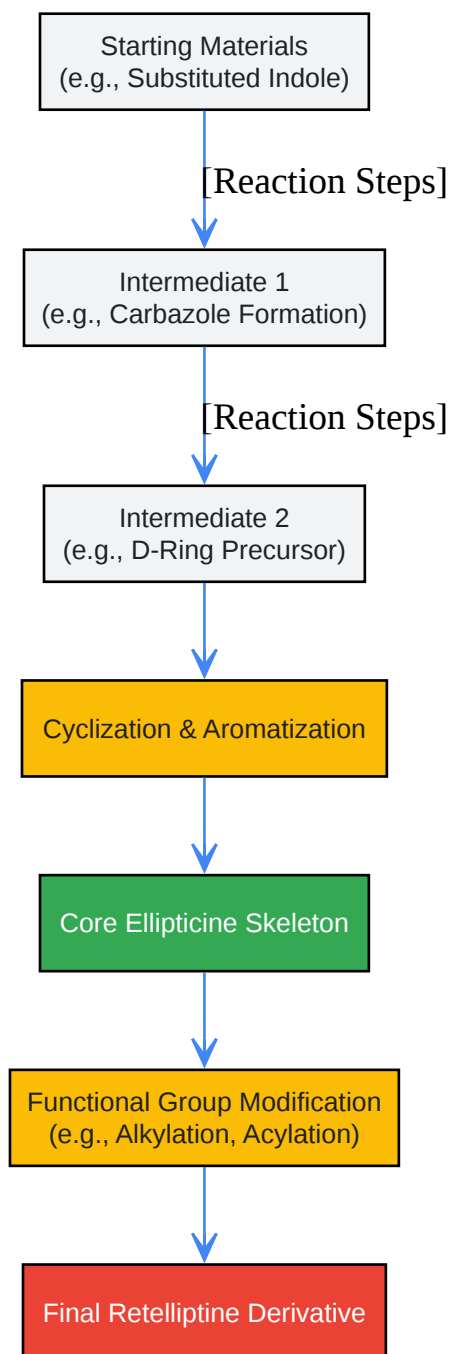 Starting Materials
(e.g., Substituted Indole)
[Reaction Steps]
Intermediate 1
(e.g., Carbazole Formation)
[Reaction Steps]
Intermediate 2
(e.g., D-Ring Precursor)
Cyclization & Aromatization
Core Ellipticine Skeleton
Functional Group Modification
(e.g., Alkylation, Acylation)
Final Retelliptine Derivative